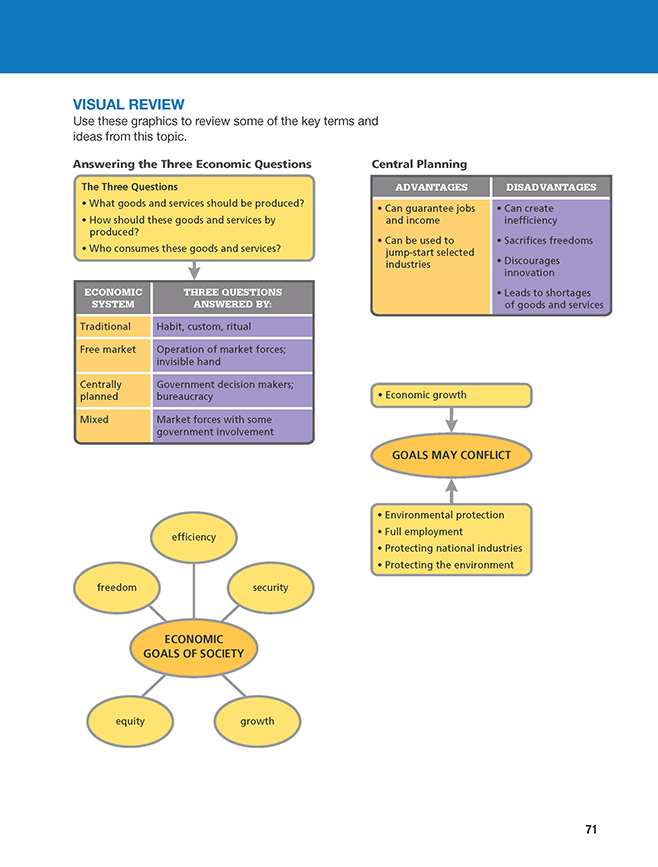 VISUAL REVIEW
Use these graphics to review some of the key terms and
ideas from this topic.
Answering the Three Economic Questions
The Three Questions
• What goods and services should be produced?
• How should these goods and services by
produced?
• Who consumes these goods and services?
ECONOMIC
SYSTEM
THREE QUESTIONS
ANSWERED BY:
Traditional
Habit, custom, ritual
Free market
Operation of market forces;
invisible hand
Centrally
planned
Government decision makers;
bureaucracy
Mixed
Market forces with some
government involvement
efficiency
freedom
security
ECONOMIC
GOALS OF SOCIETY
equity
growth
Central Planning
ADVANTAGES
DISADVANTAGES
• Can guarantee jobs
and income
• Can be used to
jump-start selected
industries
• Can create
inefficiency
• Sacrifices freedoms
• Discourages
innovation
• Leads to shortages
of goods and services
• Economic growth
GOALS MAY CONFLICT
• Environmental protection
• Full employment
• Protecting national industries
• Protecting the environment
71